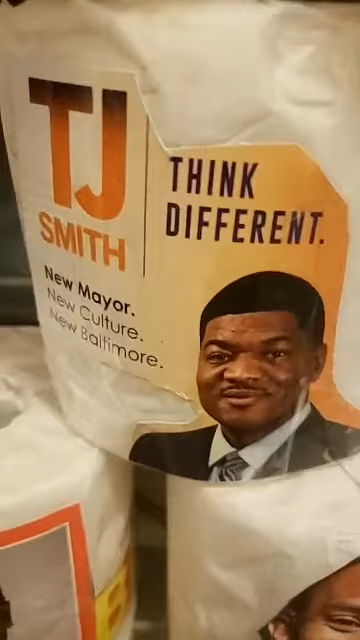 TJ
SMITH
THINK
DIFFERENT.
New Mayor.
New Culture.
New Baltimore.